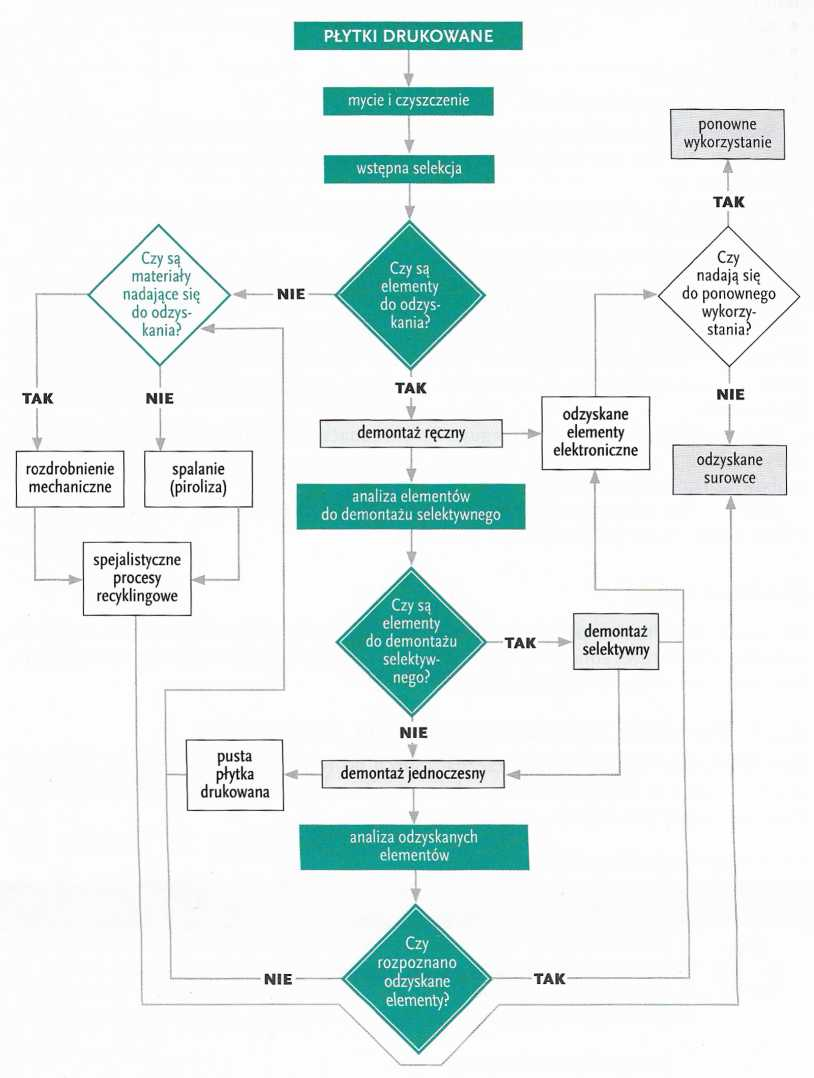 PŁYTKI DRUKOWANE
mycie i czyszczenie
wstępna selekcja
ponowne
wykorzystanie
TAK
Czy
nadają się
do ponownego
wykorzy-
stania?
NIE
odzyskane
surowce
Czy są
elementy
do odzys-
kania?
NIE
Czy są
materiały
nadające się
do odzys-
kania?
TAK
NIE
rozdrobnienie
mechaniczne
spalanie
(piroliza)
spejalistyczne
procesy
recyklingowe
TAK
demontaż ręczny
odzyskane
elementy
elektroniczne
analiza elementów
do demontażu selektywnego
Czy są
elementy
do demontażu
selektyw-
nego?
TAK
demontaż
selektywny
NIE
demontaż jednoczesny
pusta
płytka
drukowana
analiza odzyskanych
elementów
Czy
rozpoznano
odzyskane
elementy?
NIE
TAK